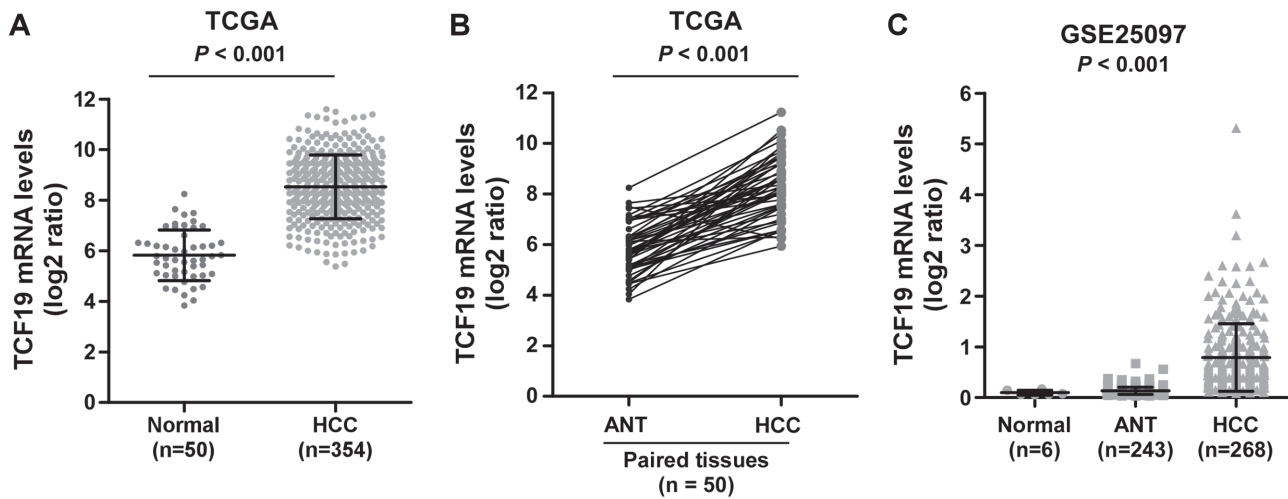 A
TCGA
P < 0.001
TCF19 mRNA levels
(log2 ratio)
12
10
8
6
4
2
0
Normal
(n=50)
HCC
(n=354)
B
TCGA
P < 0.001
TCF19 mRNA levels
(log2 ratio)
12
10
8
6
4
2
0
ANT
HCC
Paired tissues
(n = 50)
C
GSE25097
P < 0.001
TCF19 mRNA levels
(log2 ratio)
6
5
4
3
2
1
0
Normal
(n=6)
ANT
(n=243)
HCC
(n=268)